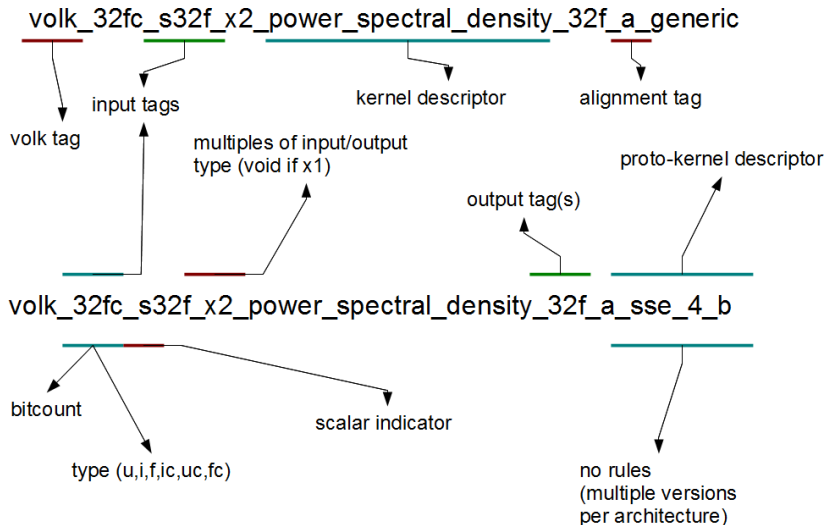 volk_32fc_s32f_x2_power_spectral_density_32f_a_generic
input tags
kernel descriptor
alignment tag
volk tag
multiples of input/output
type (void if x1)
proto-kernel descriptor
output tag(s)
volk_32fc_s32f_x2_power_spectral_density_32f_a_sse_4_b
bitcount
scalar indicator
type (u,i,f,ic,uc,fc)
no rules
(multiple versions
per architecture)